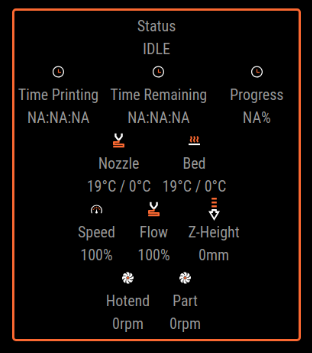 Status
IDLE
Time Printing Time Remaining Progress
NA:NA:NA NA:NA:NA NA%
Nozzle Bed
19°C / 0°C 19°C / 0°C
Speed Flow Z-Height
100% 100% 0mm
Hotend Part
0rpm 0rpm